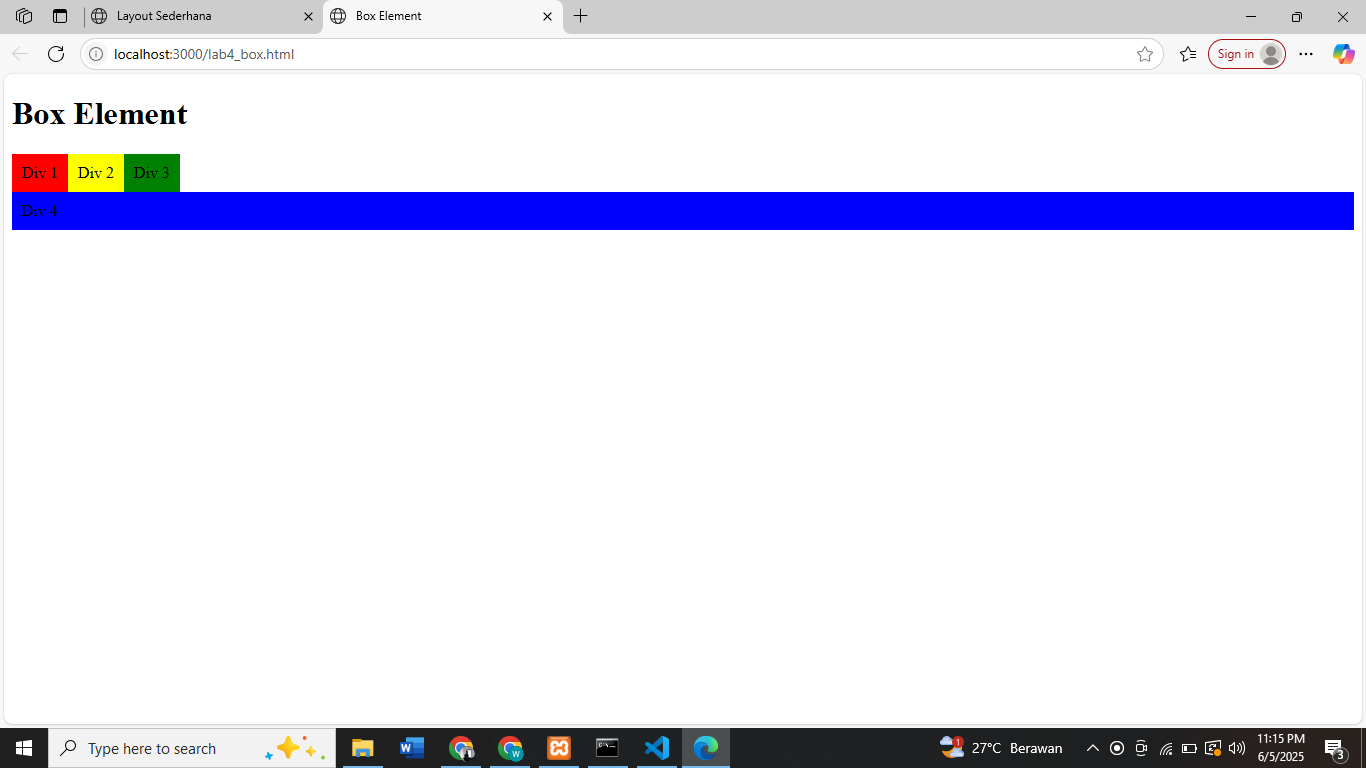 Layout Sederhana
Box Element
localhost:3000/lab4_box.html
Sign in
Box Element
Div 1 Div 2 Div 3
Div 4
Type here to search
1
27°C Berawan
11:15 PM
6/5/2025
3